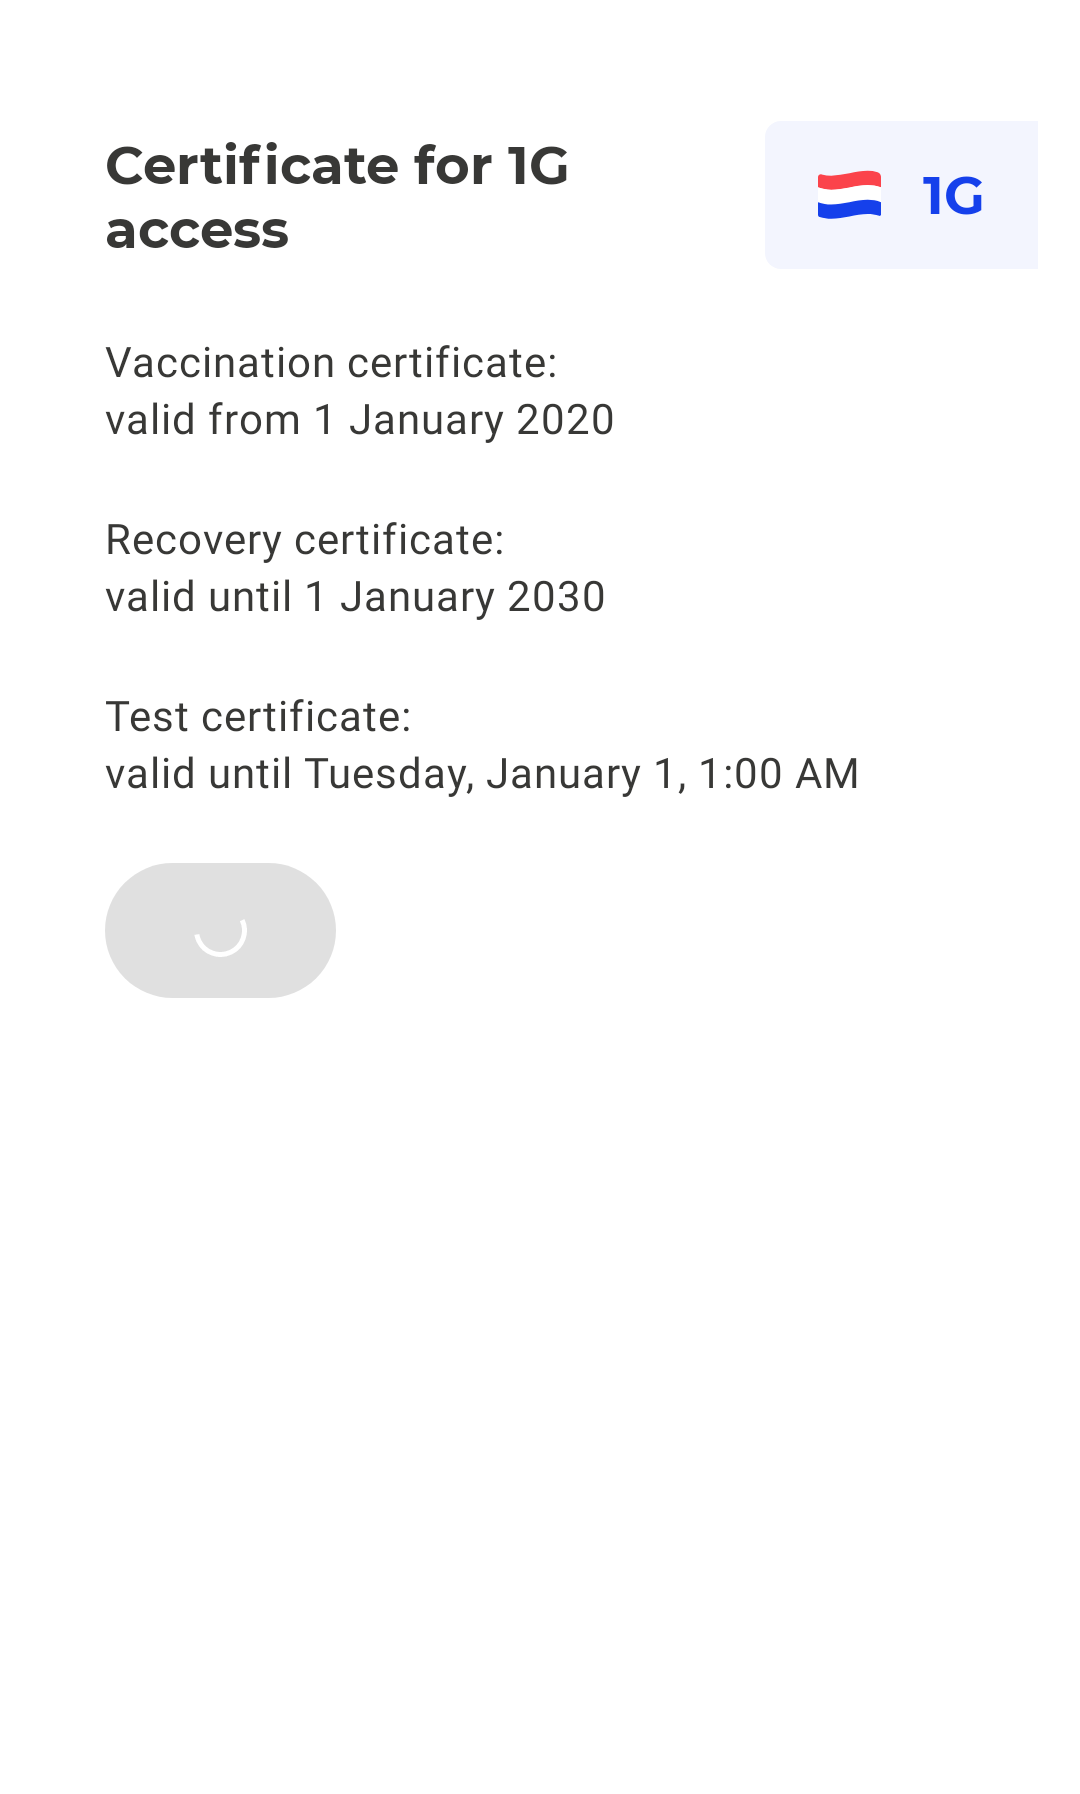 Certificate for 1G
access
1G
Vaccination certificate:
valid from 1 January 2020
Recovery certificate:
valid until 1 January 2030
Test certificate:
valid until Tuesday, January 1, 1:00 AM